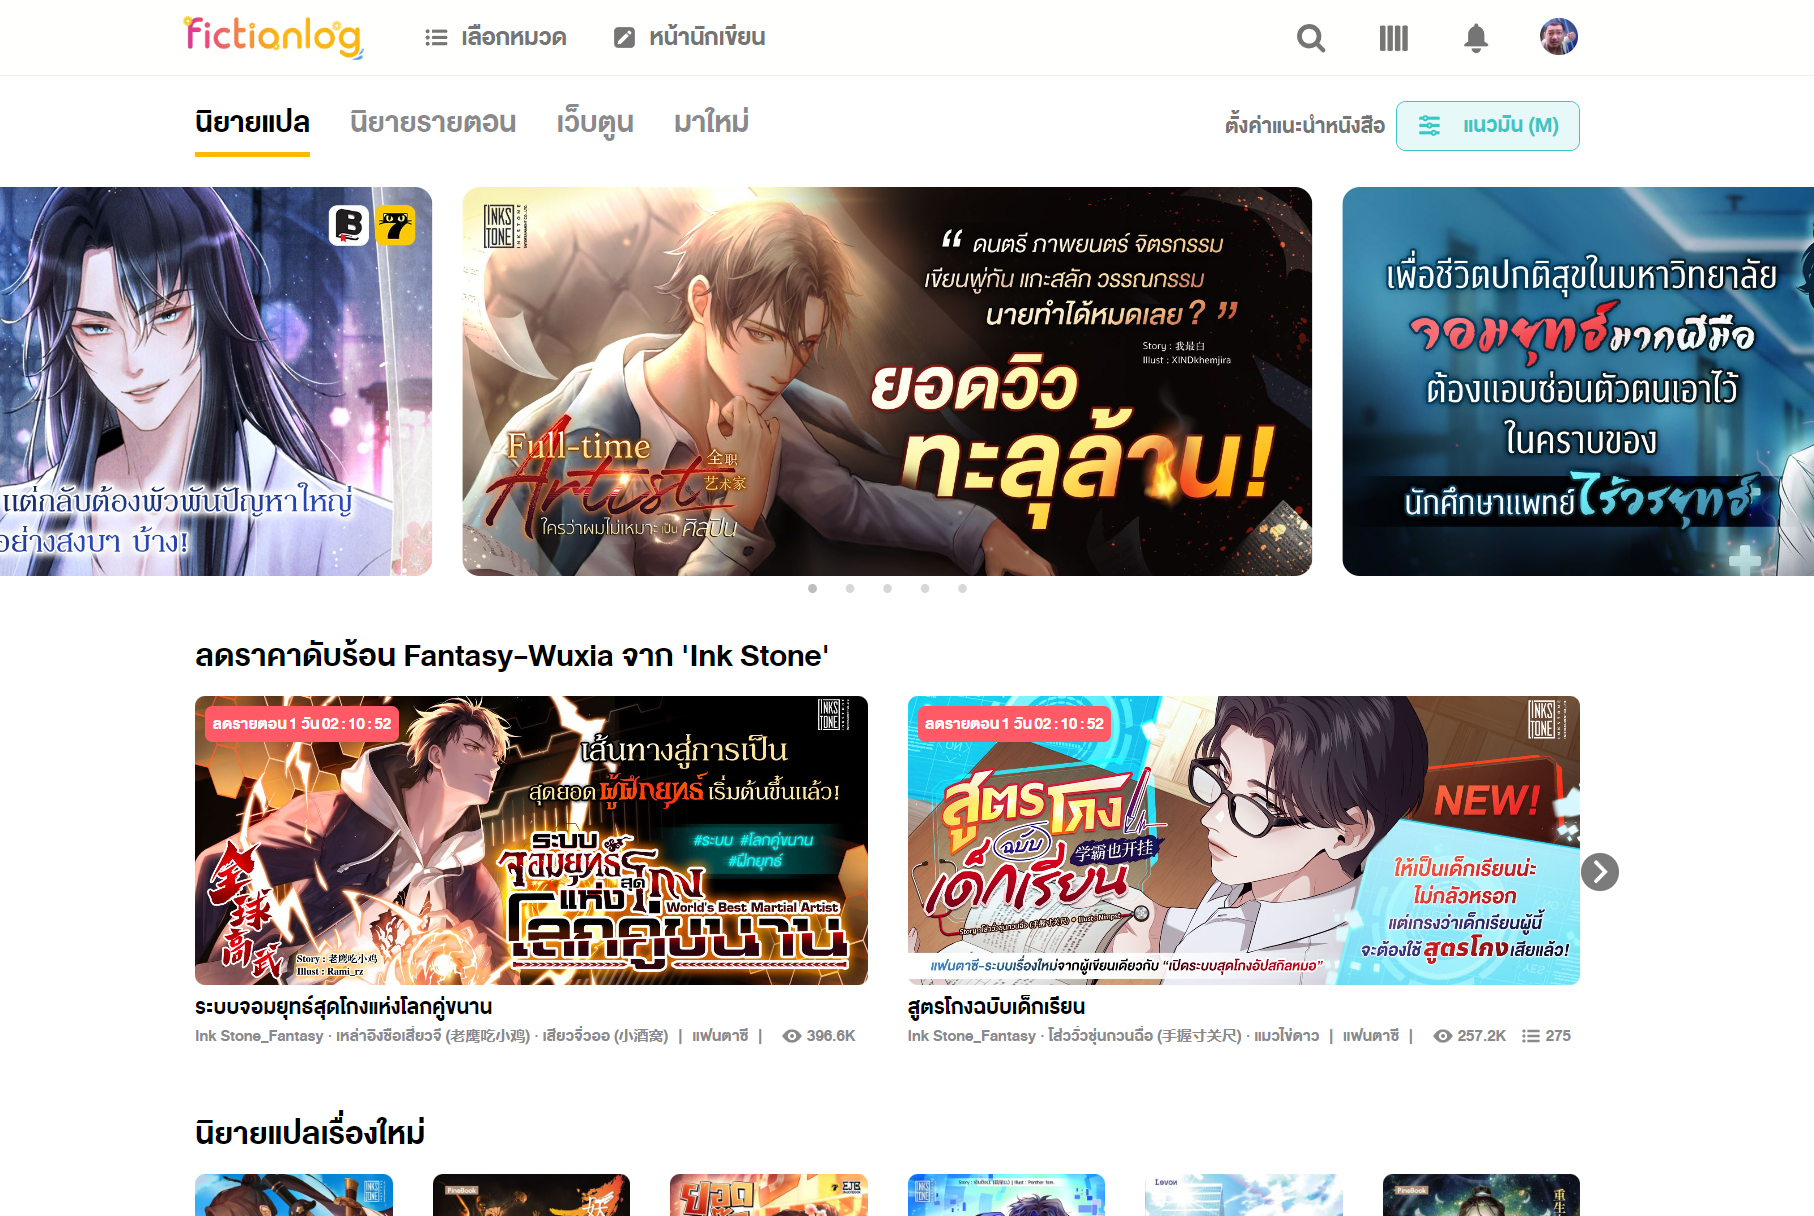 fictionlog
เลือกหมวด
หน้านักเขียน
นิยายแปล
นิยายรายตอน
เว็บตูน
มาใหม่
ตั้งค่าแนะนำหนังสือ
แนวมัน (M)
แต่กลับต้องพัวพันปัญหาใหญ่
อย่างสงบๆ บ้าง!
INK STONE
“ ดนตรี ภาพยนตร์ จิตรกรรม
เขียนพู่กัน แกะสลัก วรรณกรรม
นายทำได้หมดเลย ? ”
Story : 我最白
Illust : XINDkhemjira
ยอดวิว
ทะลุล้าน!
Full-time
Artist
全职
艺术家
ใครว่าผมไม่เหมาะเป็น ศิลปิน
เพื่อชีวิตปกติสุขในมหาวิทยาลัย
จอมยุทธ์มากฝีมือ
ต้องแอบซ่อนตัวตนเอาไว้
ในคราบของ
นักศึกษาแพทย์ไร้วรยุทธ์
ลดราคาดับร้อน Fantasy-Wuxia จาก 'Ink Stone'
ลดรายตอน 1 วัน 02 : 10 : 52
INK STONE
เส้นทางสู่การเป็น
สุดยอดผู้ฝึกยุทธ์เริ่มต้นขึ้นแล้ว!
#ระบบ #โลกคู่ขนาน
#ฝึกยุทธ์
全球高武
ระบบ
จอมยุทธ์สุดโกง
แห่ง
World's Best Martial Artist
โลกคู่ขนาน
Story : 老鹰吃小鸡
Illust : Rami_rz
ระบบจอมยุทธ์สุดโกงแห่งโลกคู่ขนาน
Ink Stone_Fantasy · เหล่าอิงชือเสี่ยวจี (老鹰吃小鸡) · เสียวจิ่วออ (小酒窝) | แฟนตาซี | 396.6K
ลดรายตอน 1 วัน 02 : 10 : 52
INK STONE
สูตรโกง
ฉบับ
学霸也开挂
เด็กเรียน
NEW!
ให้เป็นเด็กเรียนน่ะ
ไม่กลัวหรอก
แต่เกรงว่าเด็กเรียนผู้นี้
จะต้องใช้ สูตรโกง เสียแล้ว!
แฟนตาซี-ระบบเรื่องใหม่จากผู้เขียนเดียวกับ “เปิดระบบสุดโกงอัปสกิลหมอ”
สูตรโกงฉบับเด็กเรียน
Ink Stone_Fantasy · โส่ววิ่วชุ่นกวนฉื่อ (手握寸关尺) · แมวไข่ดาว | แฟนตาซี | 257.2K 275
นิยายแปลเรื่องใหม่
INK STONE
PineBook
妖
ยอด
EJB
INK STONE
Levon
PineBook
重生